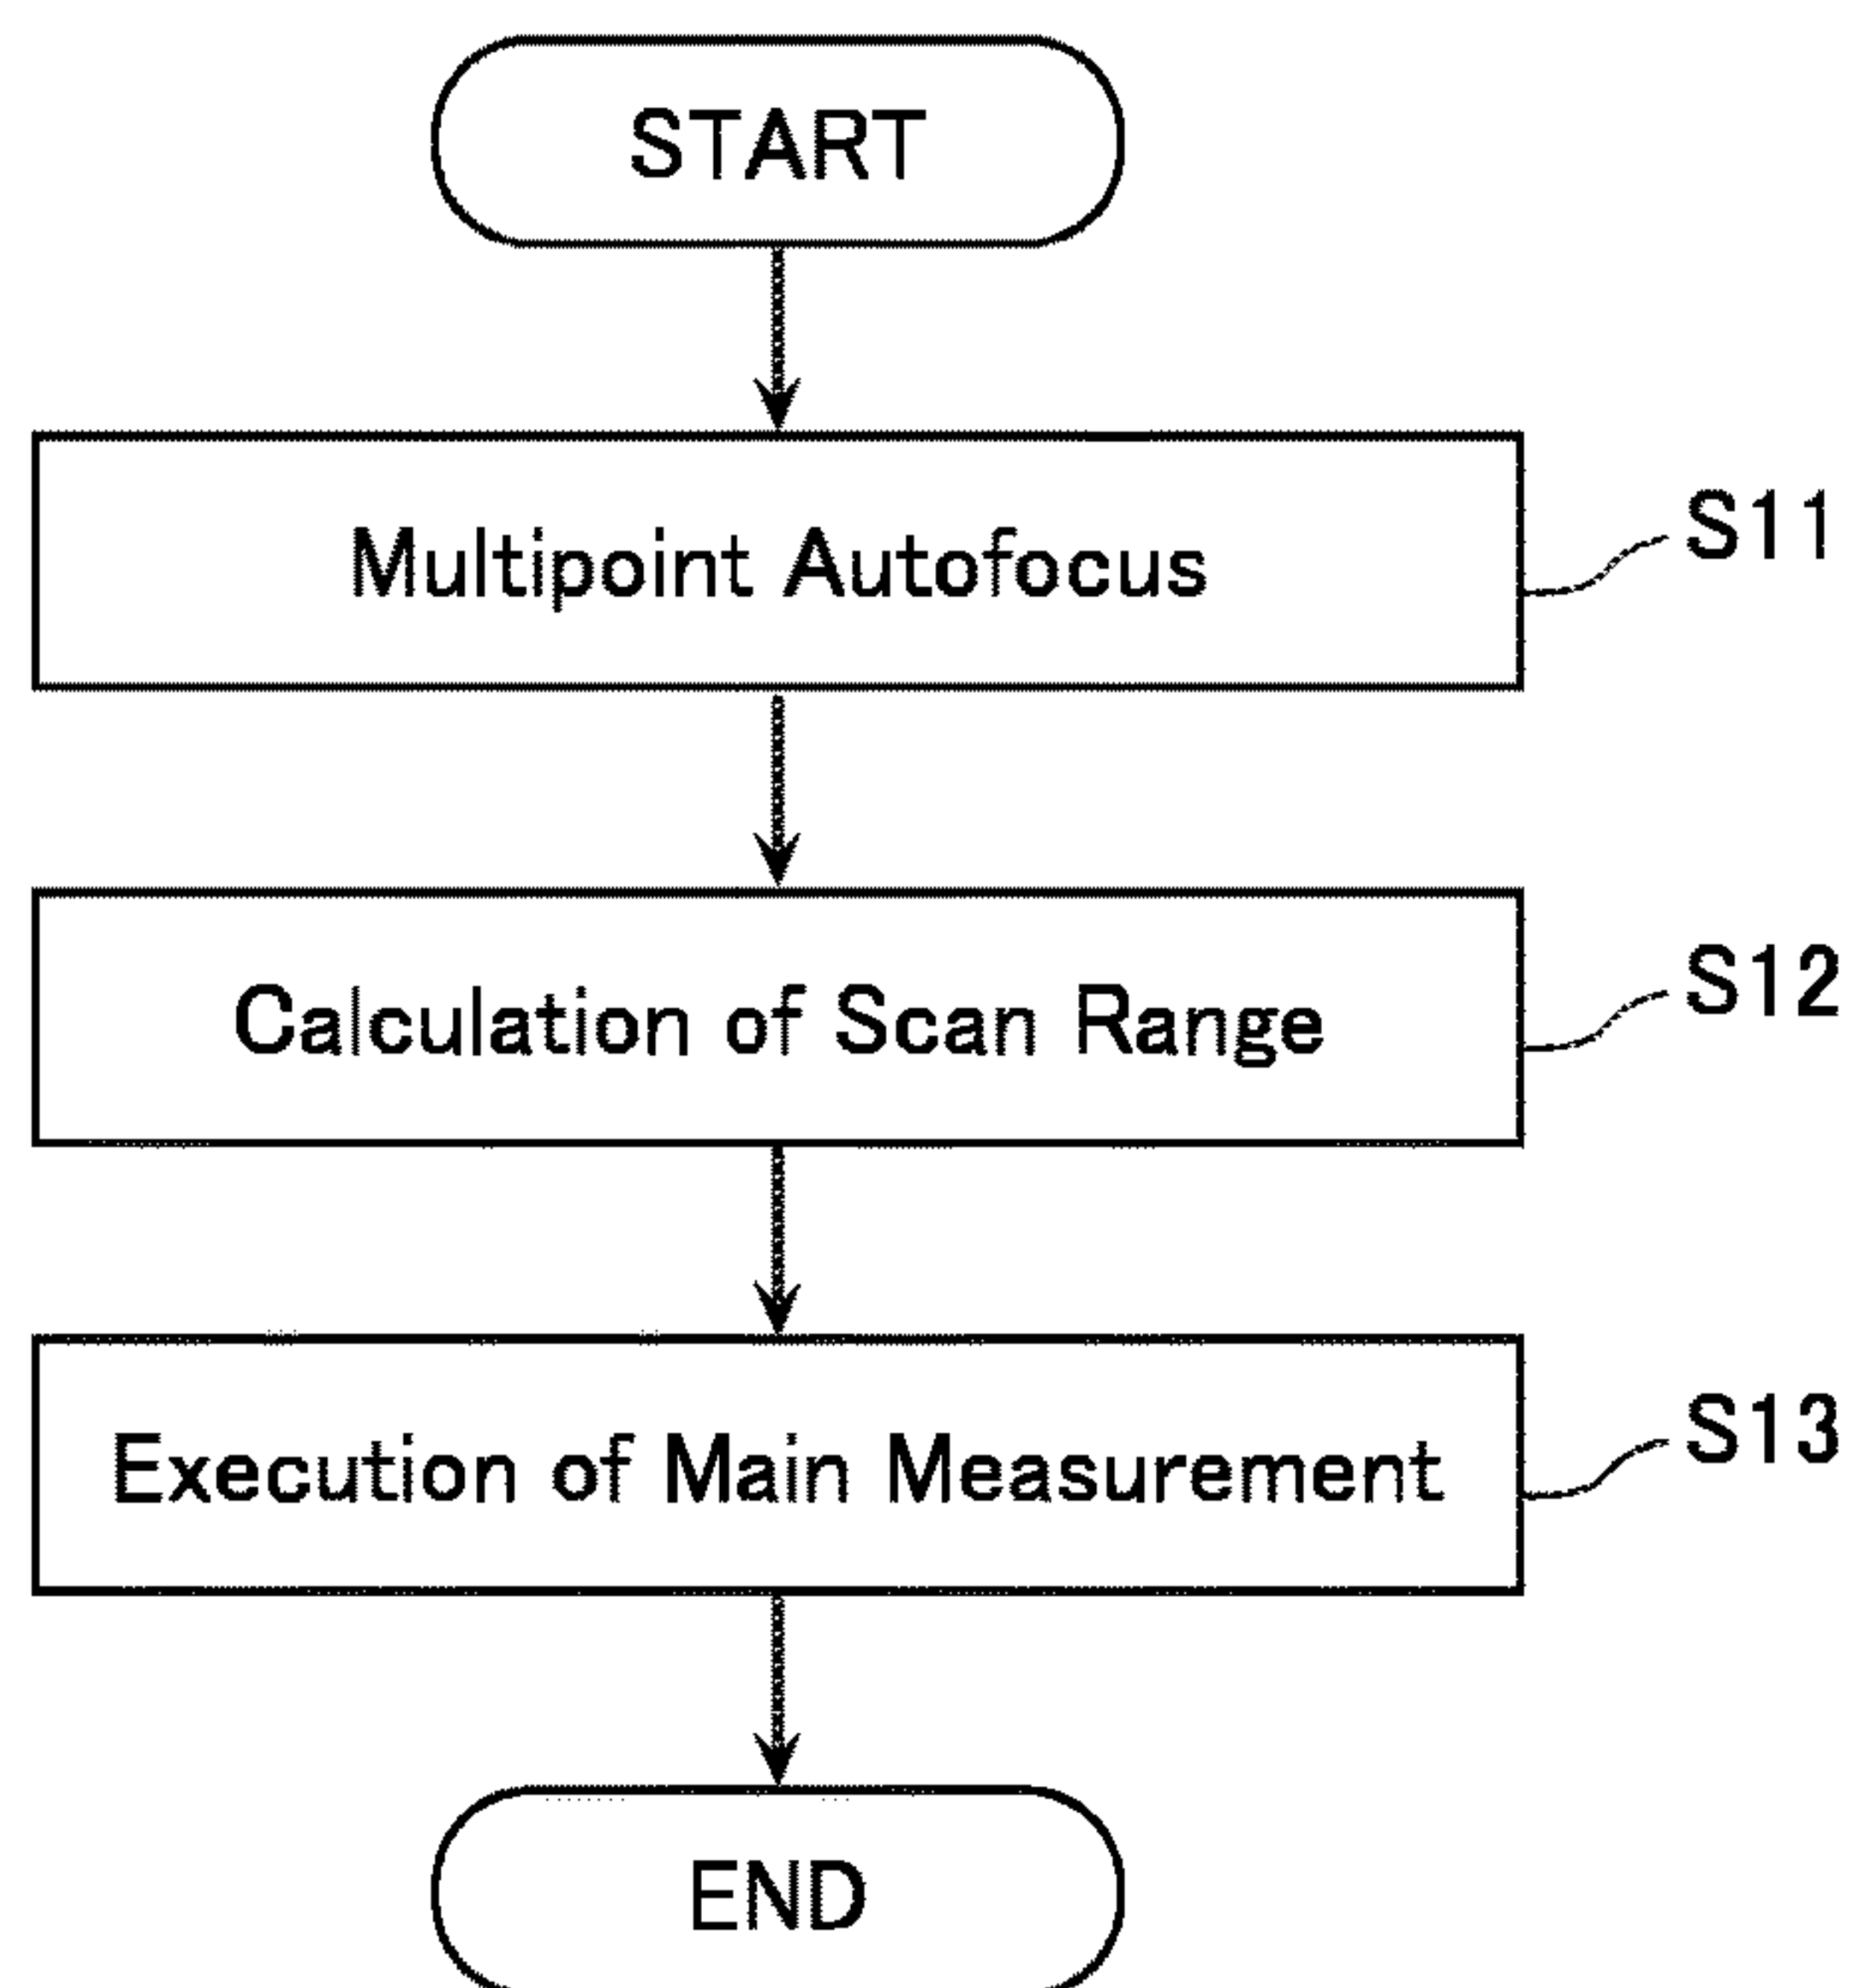 START
Multipoint Autofocus
S11
Calculation of Scan Range
S12
Execution of Main Measurement
S13
END